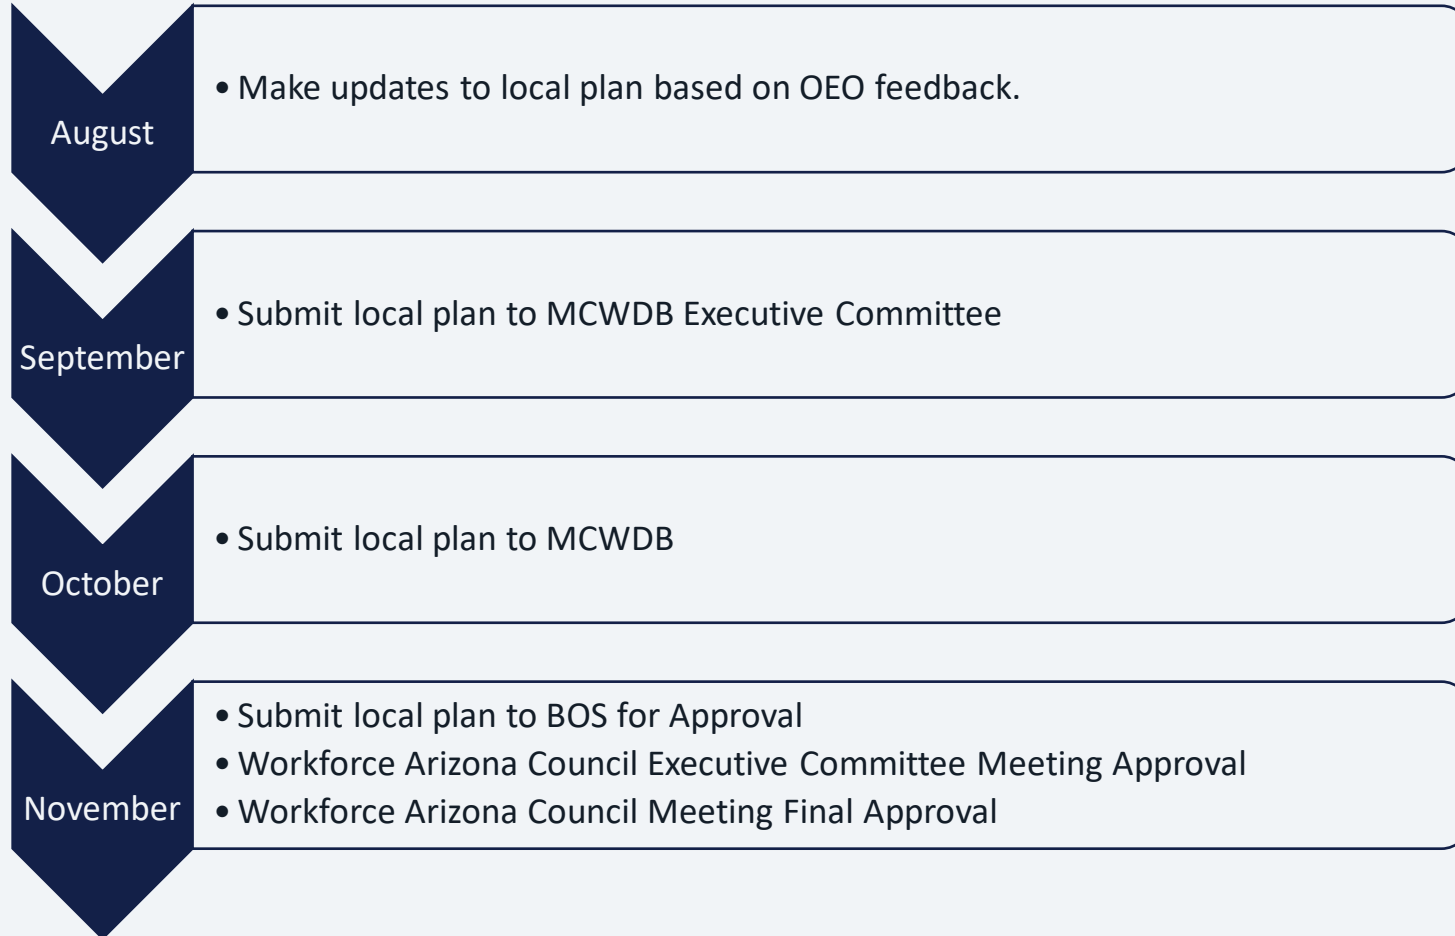 August
• Make updates to local plan based on OEO feedback.
September
• Submit local plan to MCWDB Executive Committee
October
• Submit local plan to MCWDB
November
• Submit local plan to BOS for Approval
• Workforce Arizona Council Executive Committee Meeting Approval
• Workforce Arizona Council Meeting Final Approval